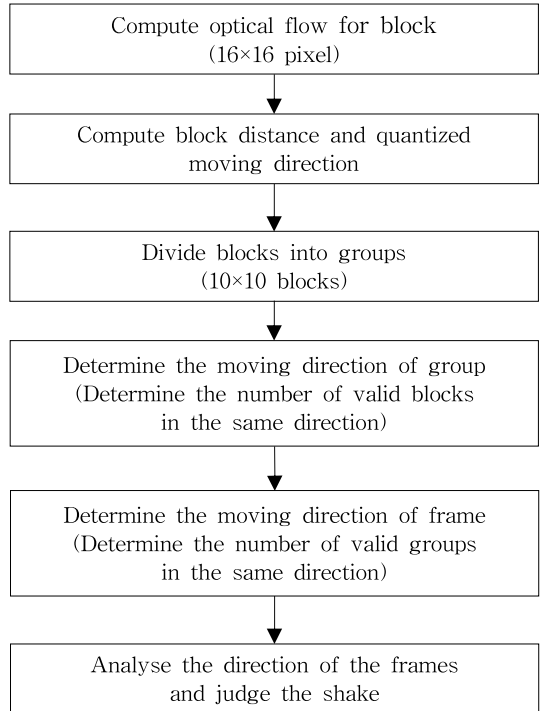 Compute optical flow for block
(16×16 pixel)
Compute block distance and quantized
moving direction
Divide blocks into groups
(10×10 blocks)
Determine the moving direction of group
(Determine the number of valid blocks
in the same direction)
Determine the moving direction of frame
(Determine the number of valid groups
in the same direction)
Analyse the direction of the frames
and judge the shake